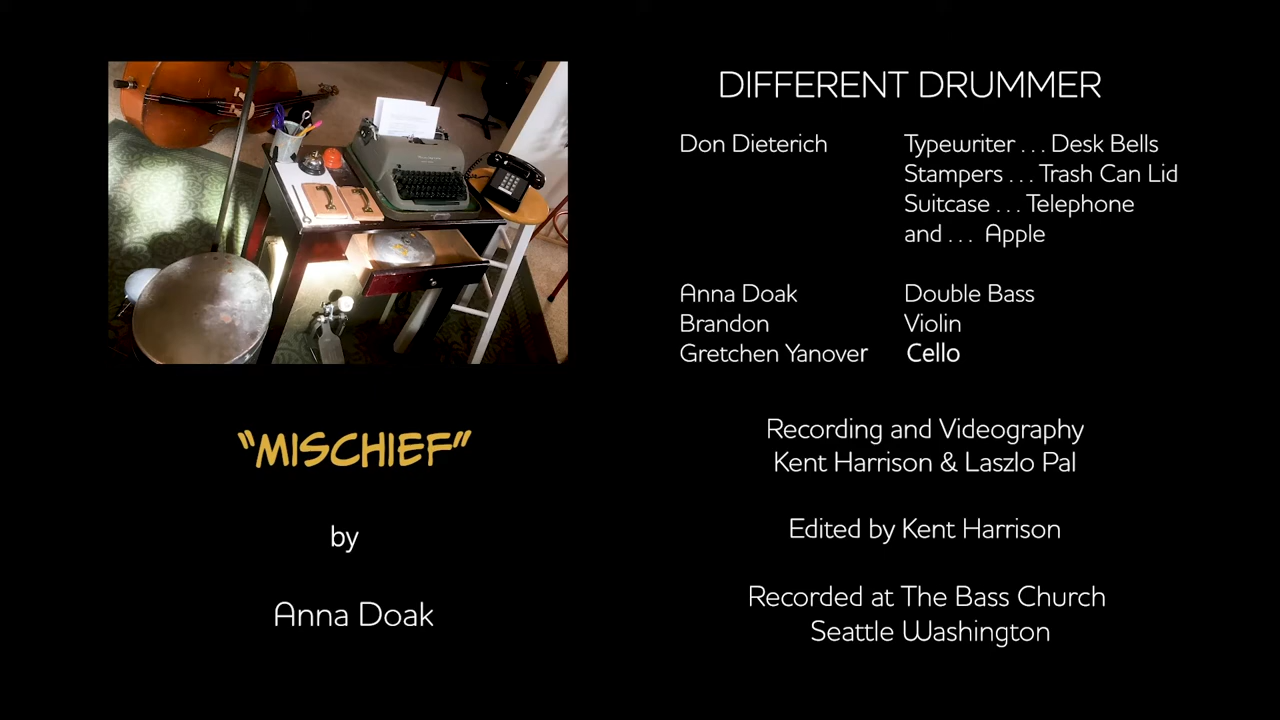 "MISCHIEF"
by
Anna Doak
DIFFERENT DRUMMER
Don Dieterich Typewriter . . . Desk Bells
Stampers . . . Trash Can Lid
Suitcase . . . Telephone
and . . . Apple
Anna Doak Double Bass
Brandon Violin
Gretchen Yanover Cello
Recording and Videography
Kent Harrison & Laszlo Pal
Edited by Kent Harrison
Recorded at The Bass Church
Seattle Washington